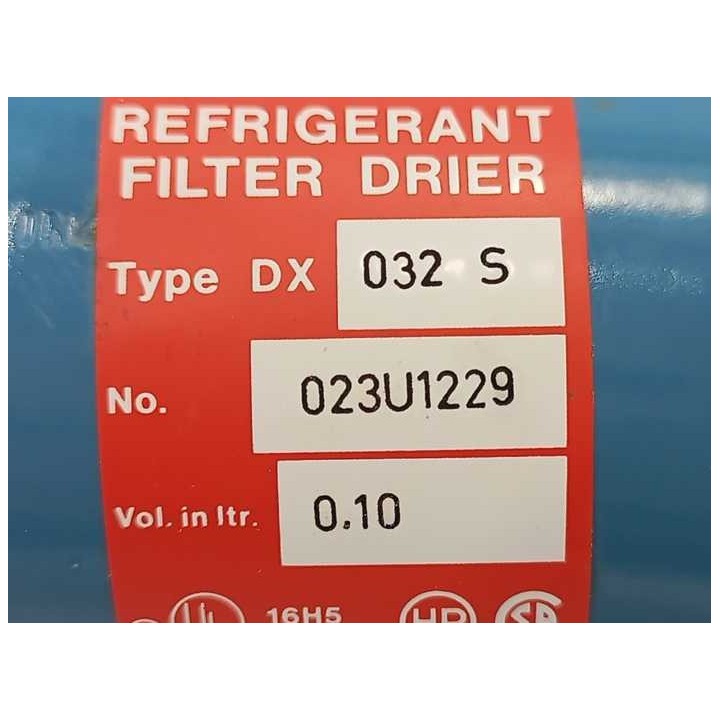 REFRIGERANT
FILTER DRIER
Type DX 032 S
No. 023U1229
Vol. in ltr. 0.10
16H5